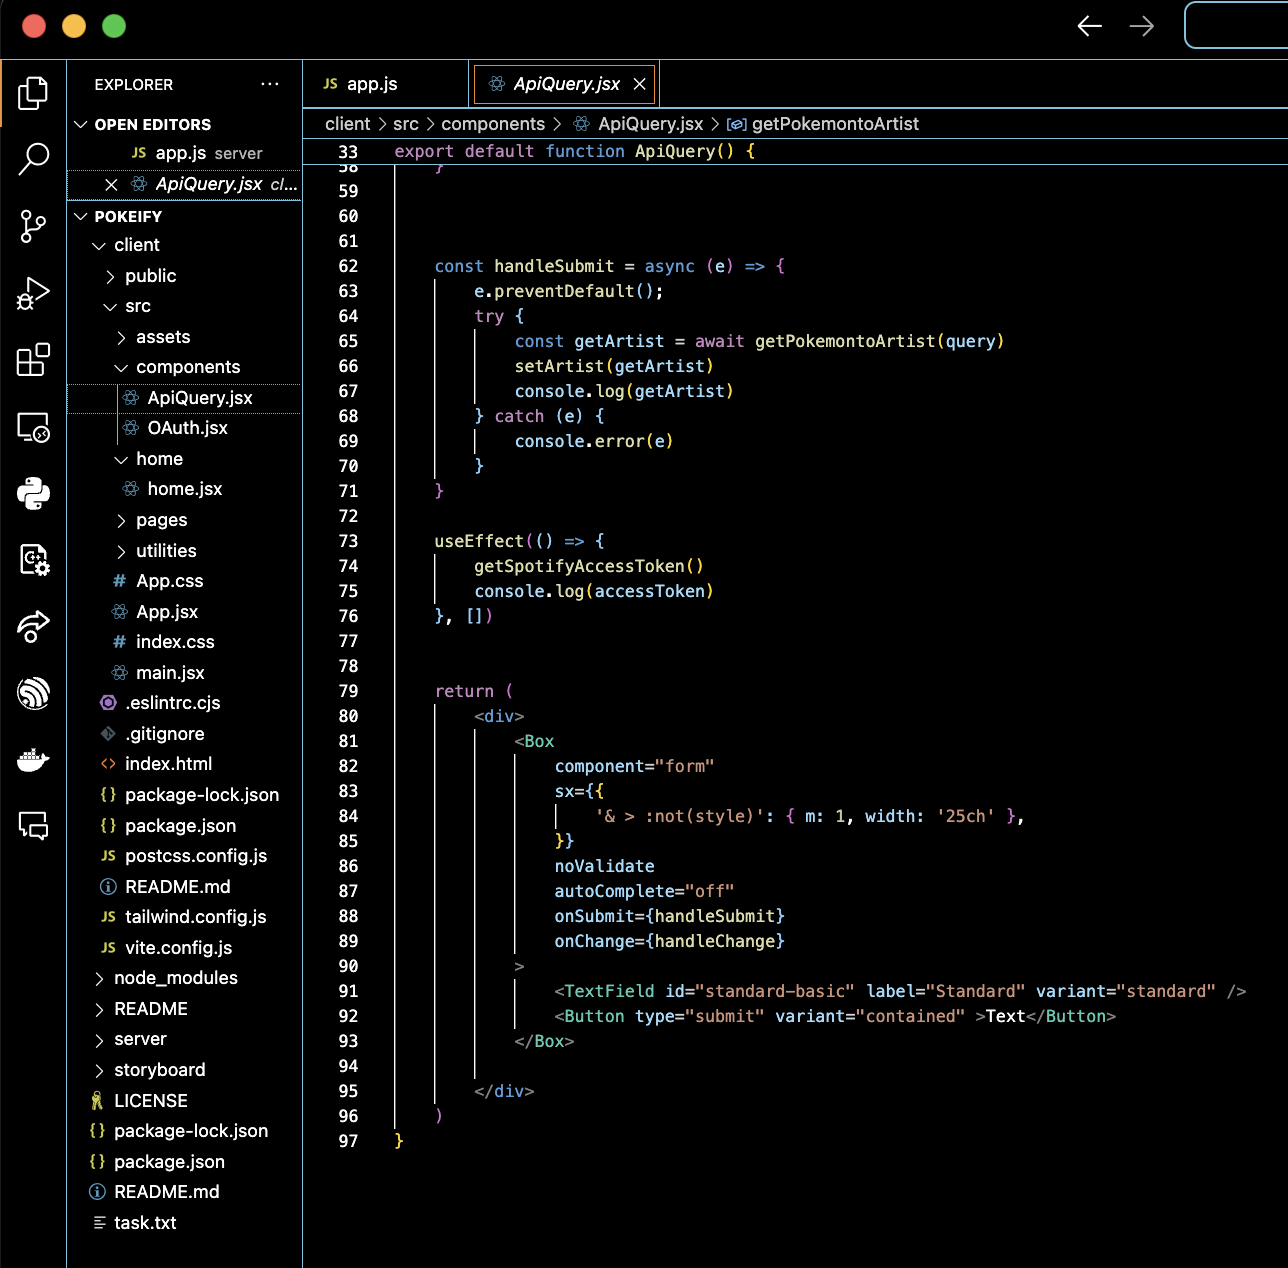 EXPLORER ···
OPEN EDITORS
JS app.js server
ApiQuery.jsx cl...
POKEIFY
client
public
src
assets
components
ApiQuery.jsx
OAuth.jsx
home
home.jsx
pages
utilities
# App.css
App.jsx
# index.css
main.jsx
.eslintrc.cjs
.gitignore
<> index.html
{} package-lock.json
{} package.json
JS postcss.config.js
README.md
JS tailwind.config.js
JS vite.config.js
node_modules
README
server
storyboard
LICENSE
{} package-lock.json
{} package.json
README.md
task.txt
JS app.js
ApiQuery.jsx
client > src > components > ApiQuery.jsx > getPokemontoArtist
33 export default function ApiQuery() {
58 }
59
60
61
62 const handleSubmit = async (e) => {
63 e.preventDefault();
64 try {
65 const getArtist = await getPokemontoArtist(query)
66 setArtist(getArtist)
67 console.log(getArtist)
68 } catch (e) {
69 console.error(e)
70 }
71 }
72
73 useEffect(() => {
74 getSpotifyAccessToken()
75 console.log(accessToken)
76 }, [])
77
78
79 return (
80 <div>
81 <Box
82 component="form"
83 sx={{
84 '& > :not(style)': { m: 1, width: '25ch' },
85 }}
86 noValidate
87 autoComplete="off"
88 onSubmit={handleSubmit}
89 onChange={handleChange}
90 >
91 <TextField id="standard-basic" label="Standard" variant="standard" />
92 <Button type="submit" variant="contained" >Text</Button>
93 </Box>
94
95 </div>
96 )
97 }